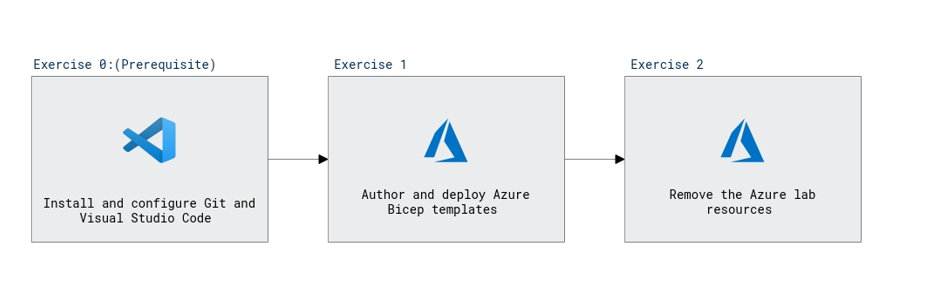 Exercise 0:(Prerequisite)
Install and configure Git and
Visual Studio Code
Exercise 1
Author and deploy Azure
Bicep templates
Exercise 2
Remove the Azure lab
resources